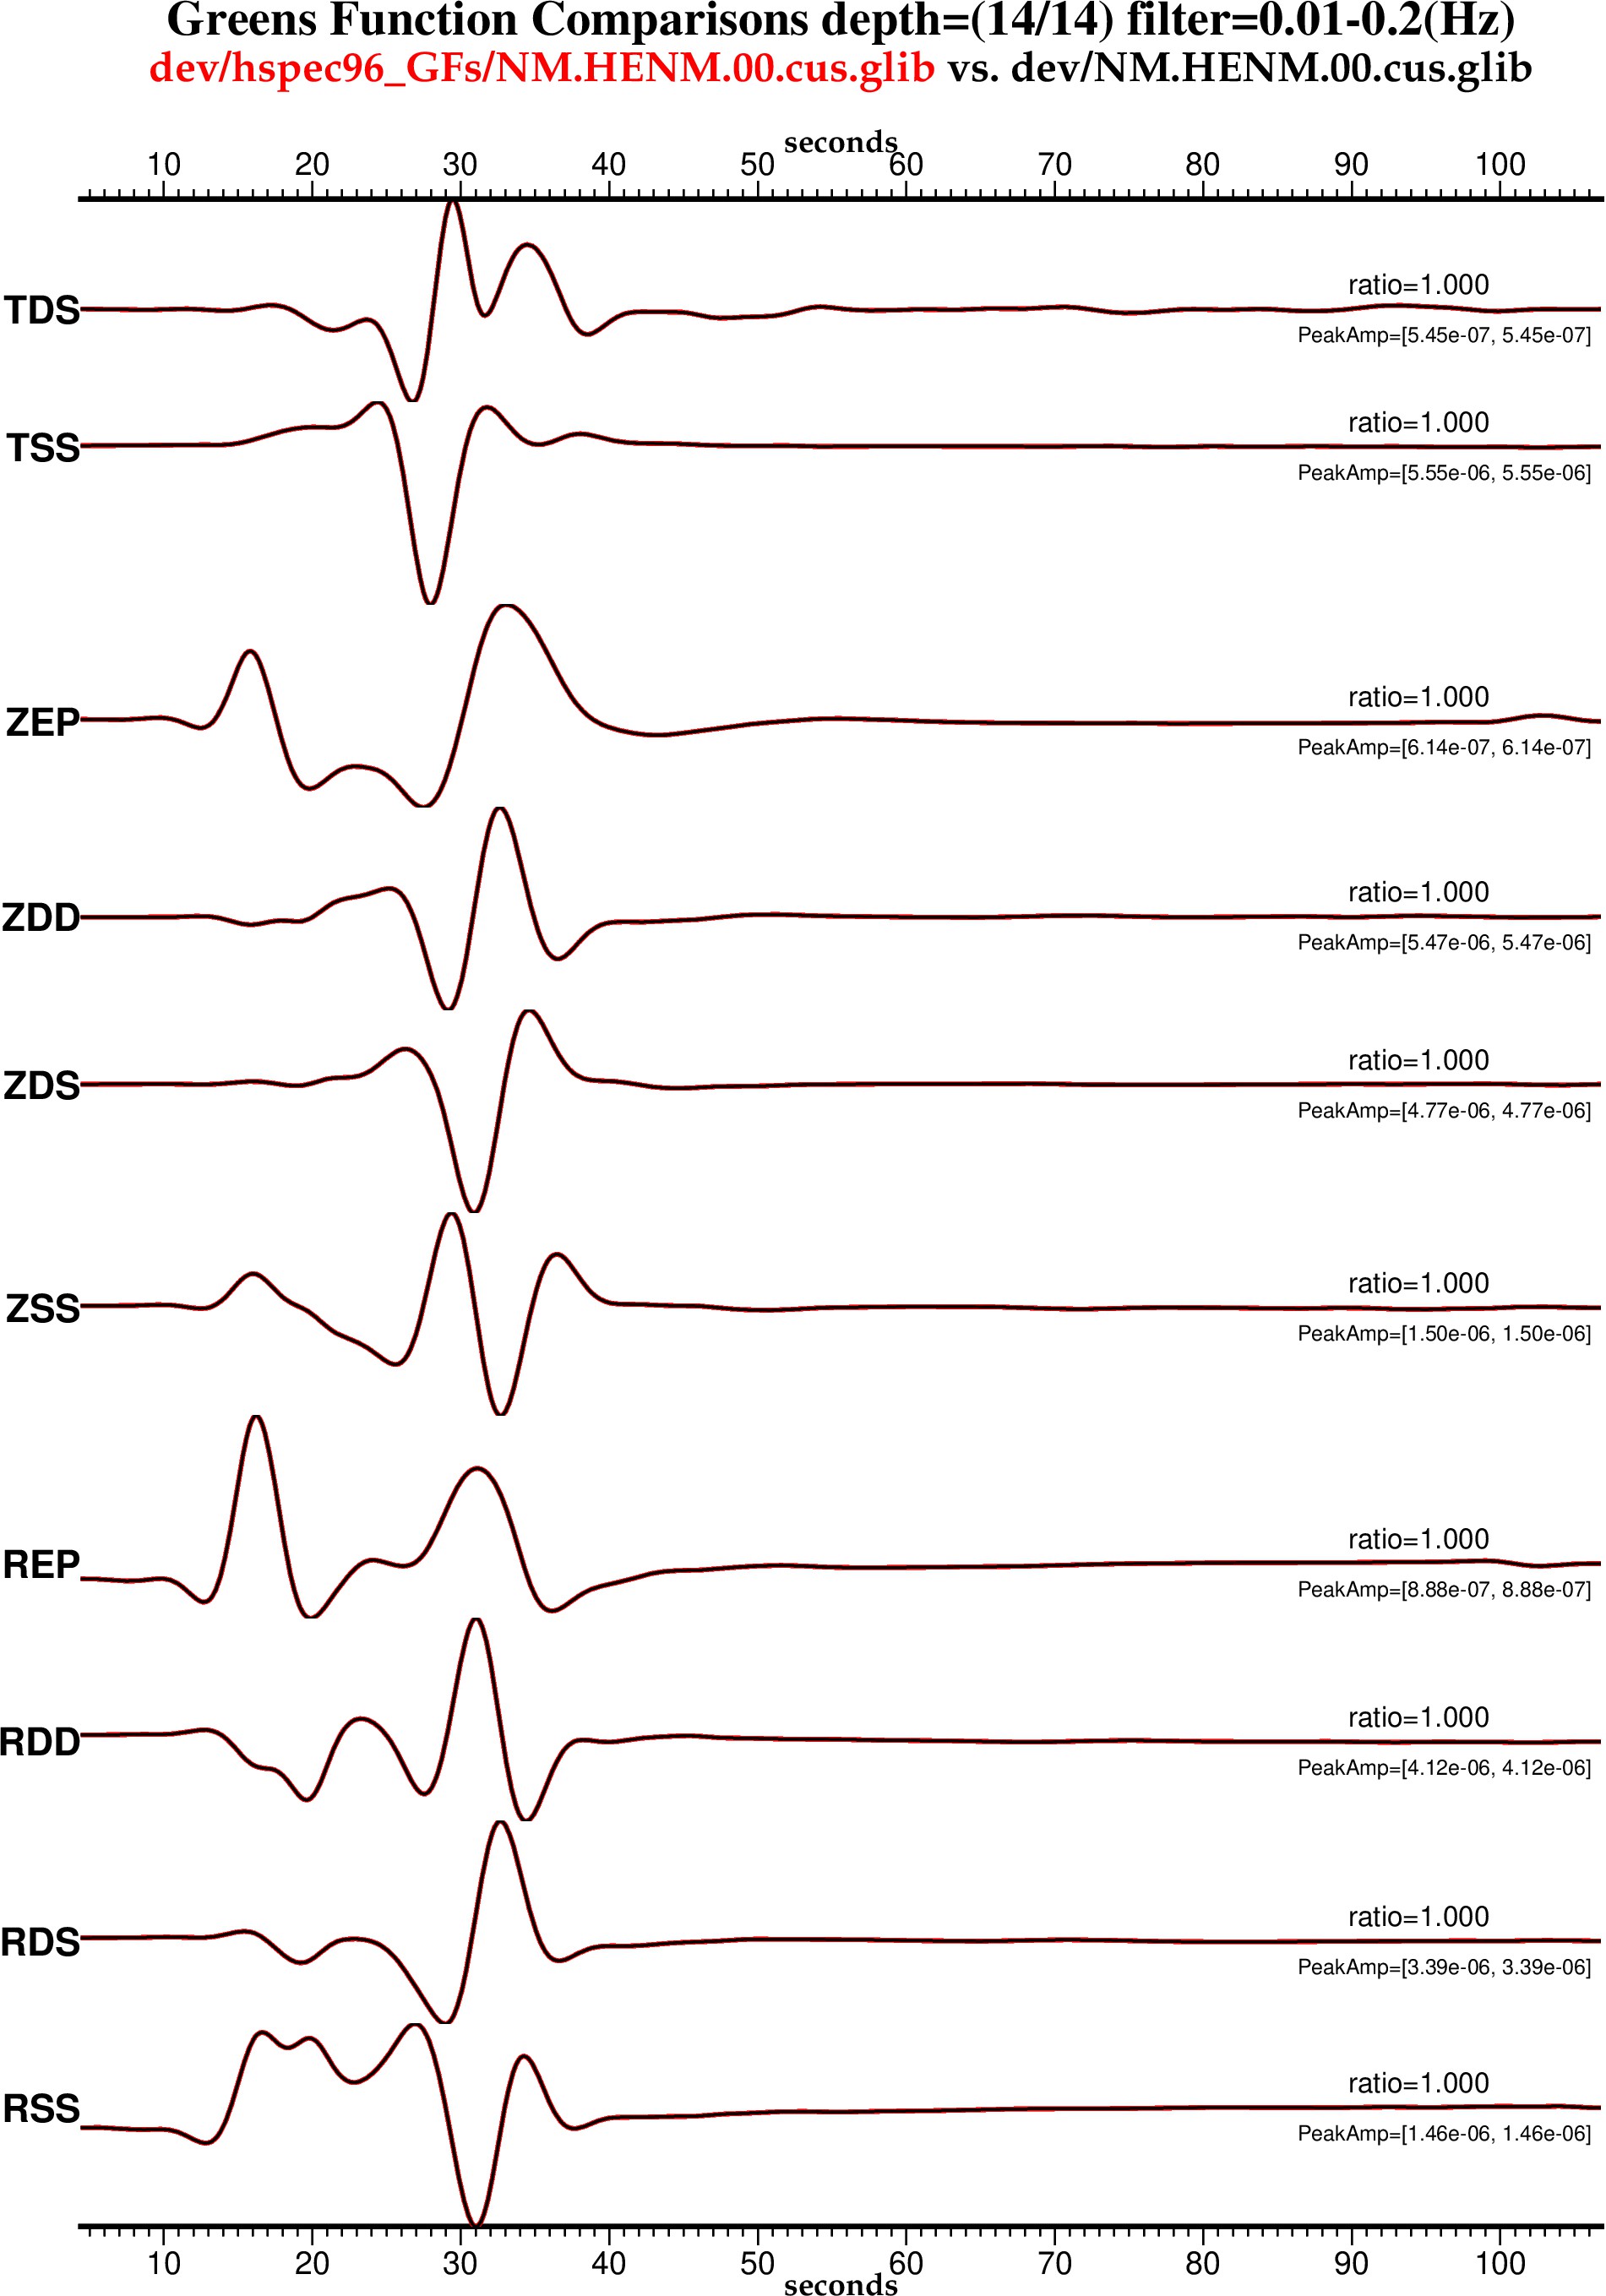 Greens Function Comparisons depth=(14/14) filter=0.01-0.2(Hz)
dev/hspec96_GFs/NM.HENM.00.cus.glib vs. dev/NM.HENM.00.cus.glib
seconds
10 20 30 40 50 60 70 80 90 100
TDS
ratio=1.000
PeakAmp=[5.45e-07, 5.45e-07]
TSS
ratio=1.000
PeakAmp=[5.55e-06, 5.55e-06]
ZEP
ratio=1.000
PeakAmp=[6.14e-07, 6.14e-07]
ZDD
ratio=1.000
PeakAmp=[5.47e-06, 5.47e-06]
ZDS
ratio=1.000
PeakAmp=[4.77e-06, 4.77e-06]
ZSS
ratio=1.000
PeakAmp=[1.50e-06, 1.50e-06]
REP
ratio=1.000
PeakAmp=[8.88e-07, 8.88e-07]
RDD
ratio=1.000
PeakAmp=[4.12e-06, 4.12e-06]
RDS
ratio=1.000
PeakAmp=[3.39e-06, 3.39e-06]
RSS
ratio=1.000
PeakAmp=[1.46e-06, 1.46e-06]
10 20 30 40 50 60 70 80 90 100
seconds